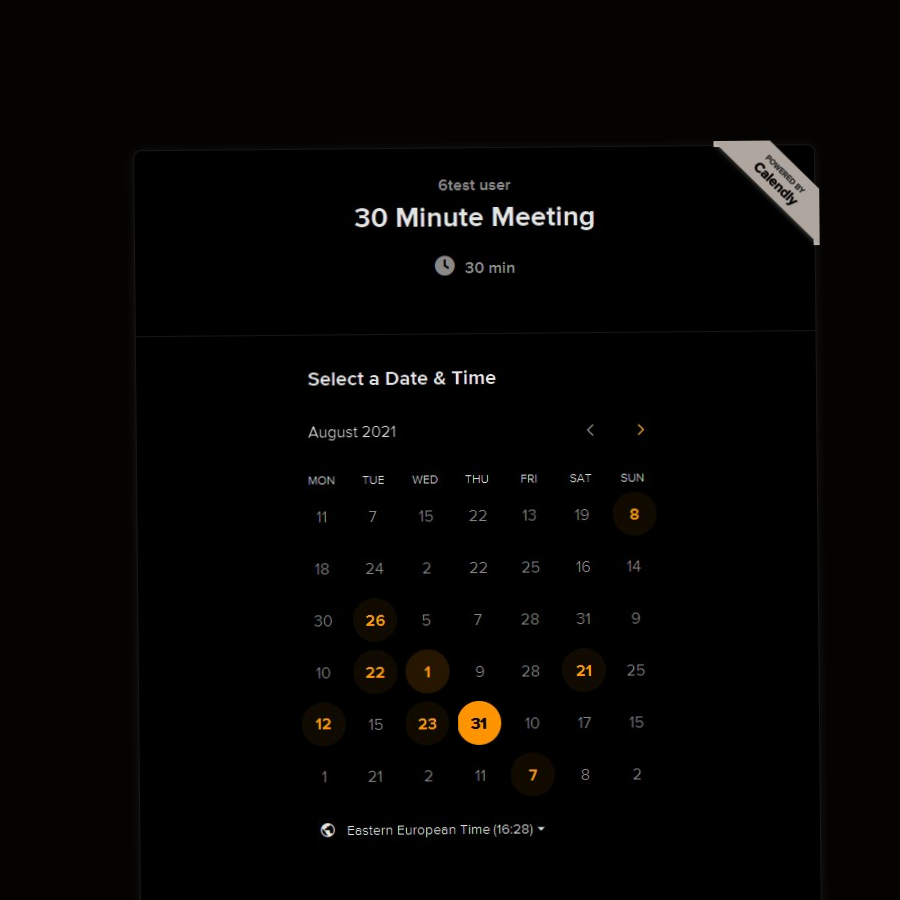 POWERED BY
Calendly
6test user
30 Minute Meeting
30 min
Select a Date & Time
August 2021
MON TUE WED THU FRI SAT SUN
11 7 15 22 13 19 8
18 24 2 22 25 16 14
30 26 5 7 28 31 9
10 22 1 9 28 21 25
12 15 23 31 10 17 15
1 21 2 11 7 8 2
Eastern European Time (16:28)